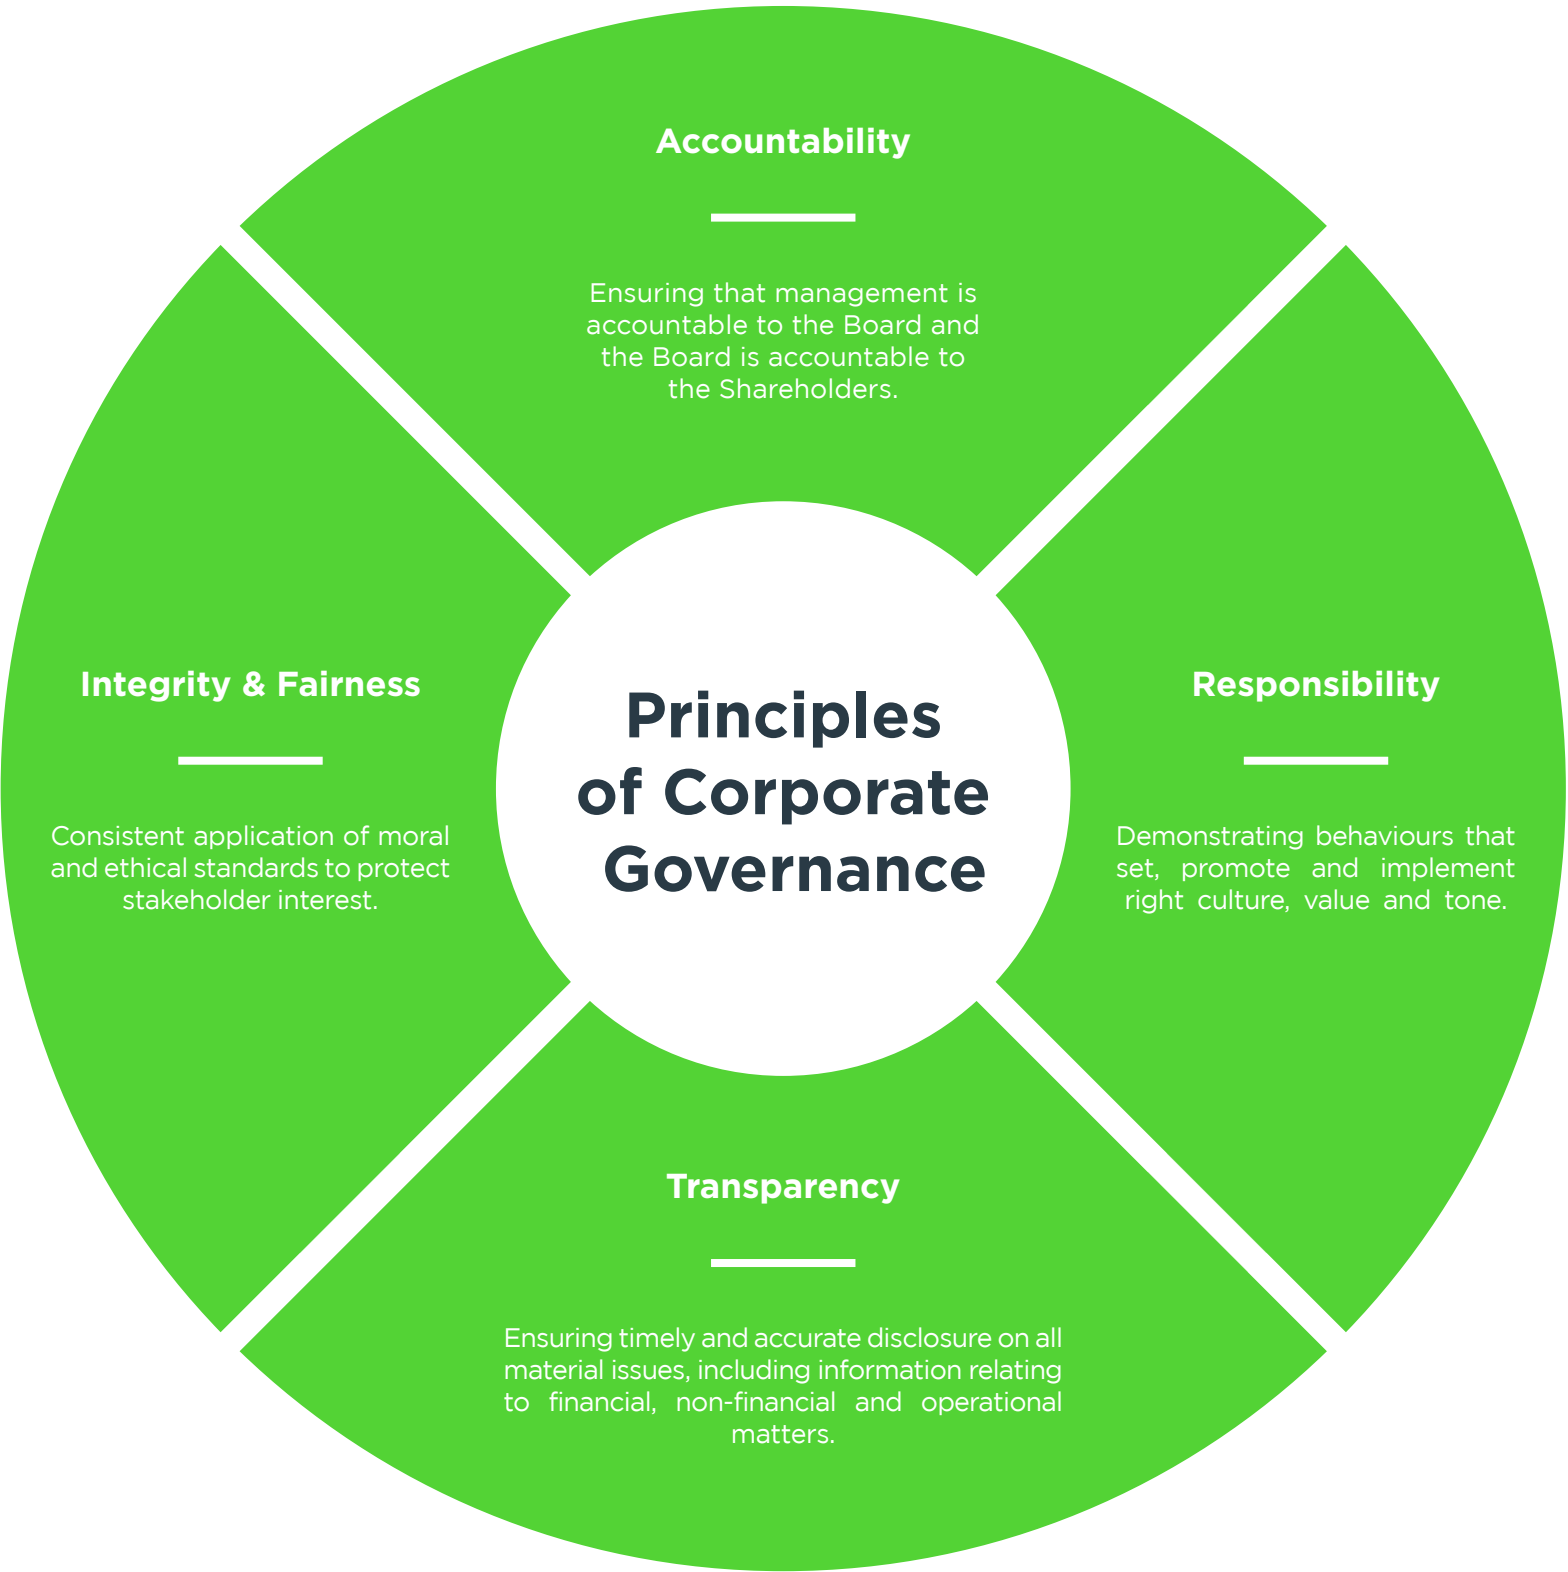 Accountability
Ensuring that management is
accountable to the Board and
the Board is accountable to
the Shareholders.
Integrity & Fairness
Consistent application of moral
and ethical standards to protect
stakeholder interest.
Principles
of Corporate
Governance
Responsibility
Demonstrating behaviours that
set, promote and implement
right culture, value and tone.
Transparency
Ensuring timely and accurate disclosure on all
material issues, including information relating
to financial, non-financial and operational
matters.